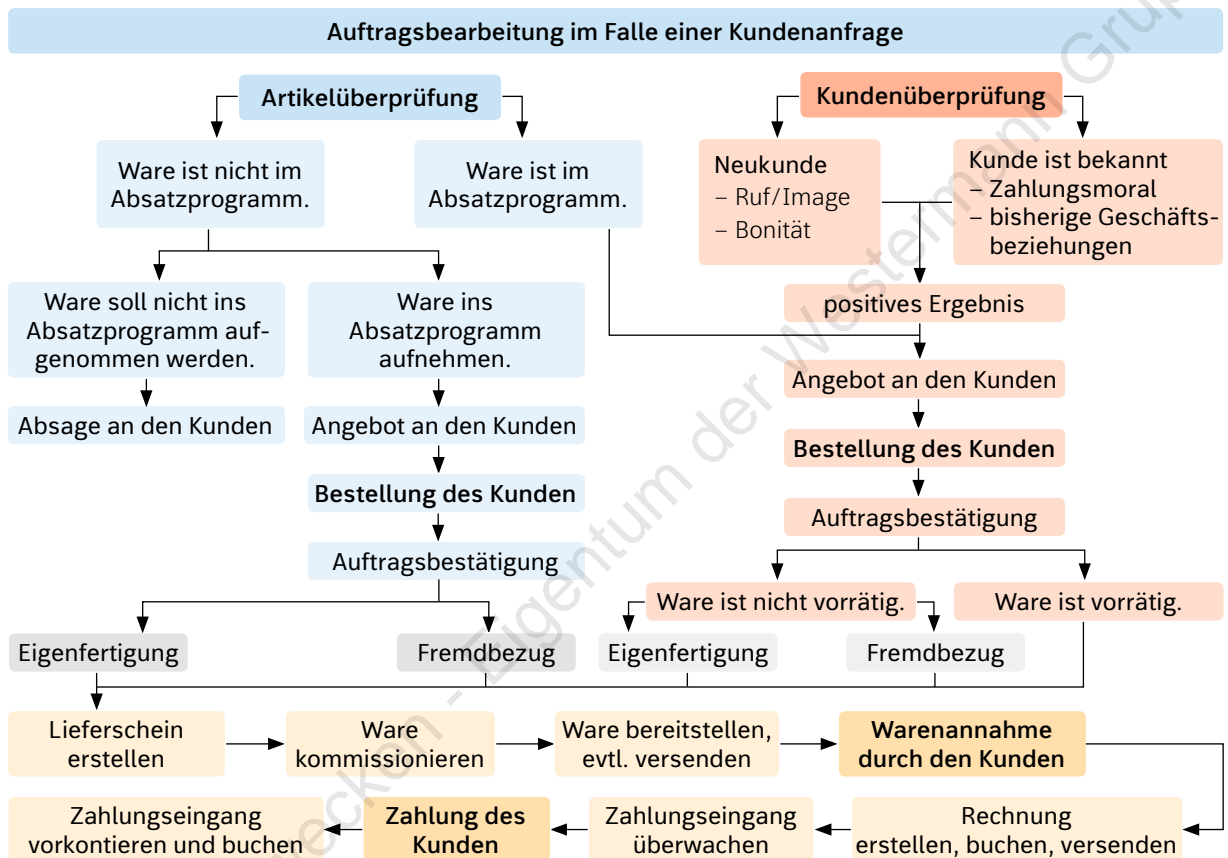 Auftragsbearbeitung im Falle einer Kundenanfrage
Artikelüberprüfung
Kundenüberprüfung
Ware ist nicht im
Absatzprogramm.
Ware ist im
Absatzprogramm.
Neukunde
– Ruf/Image
– Bonität
Kunde ist bekannt
– Zahlungsmoral
– bisherige Geschäfts-
beziehungen
Ware soll nicht ins
Absatzprogramm auf-
genommen werden.
Ware ins
Absatzprogramm
aufnehmen.
positives Ergebnis
Absage an den Kunden
Angebot an den Kunden
Angebot an den Kunden
Bestellung des Kunden
Bestellung des Kunden
Auftragsbestätigung
Auftragsbestätigung
Ware ist nicht vorrätig.
Ware ist vorrätig.
Eigenfertigung
Fremdbezug
Eigenfertigung
Fremdbezug
Lieferschein
erstellen
Ware
kommissionieren
Ware bereitstellen,
evtl. versenden
Warenannahme
durch den Kunden
Zahlungseingang
vorkontieren und buchen
Zahlung des
Kunden
Zahlungseingang
überwachen
Rechnung
erstellen, buchen, versenden
- Eigentum der Westermann